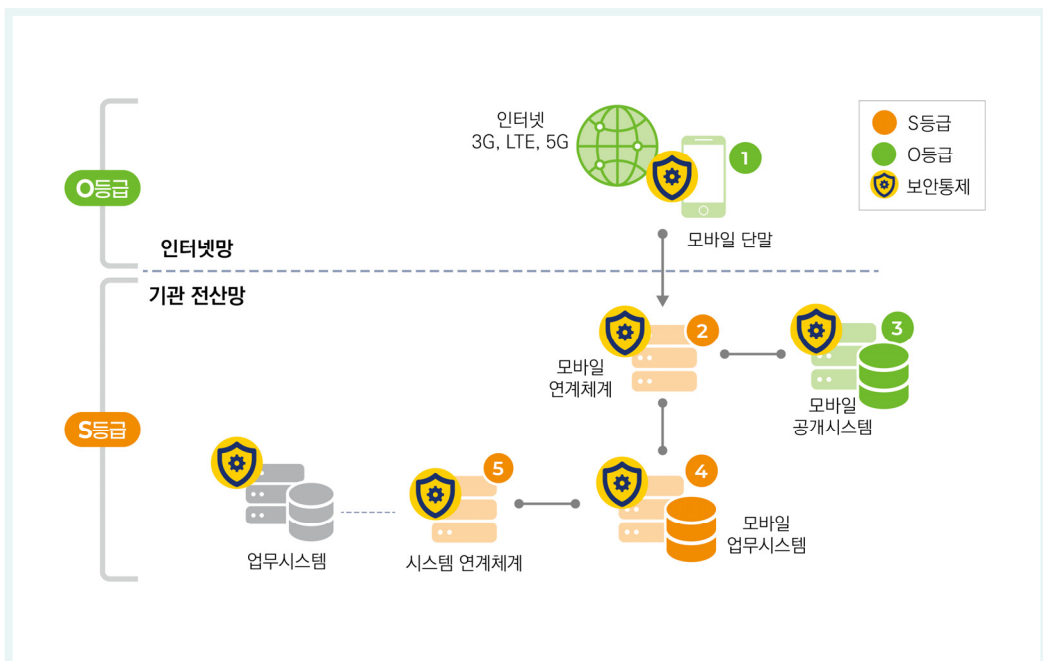 인터넷
3G, LTE, 5G
1
S등급
O등급
보안통제
O등급
모바일 단말
인터넷망
기관 전산망
2
3
모바일
연계체계
모바일
공개시스템
S등급
5
4
모바일
업무시스템
업무시스템
시스템 연계체계